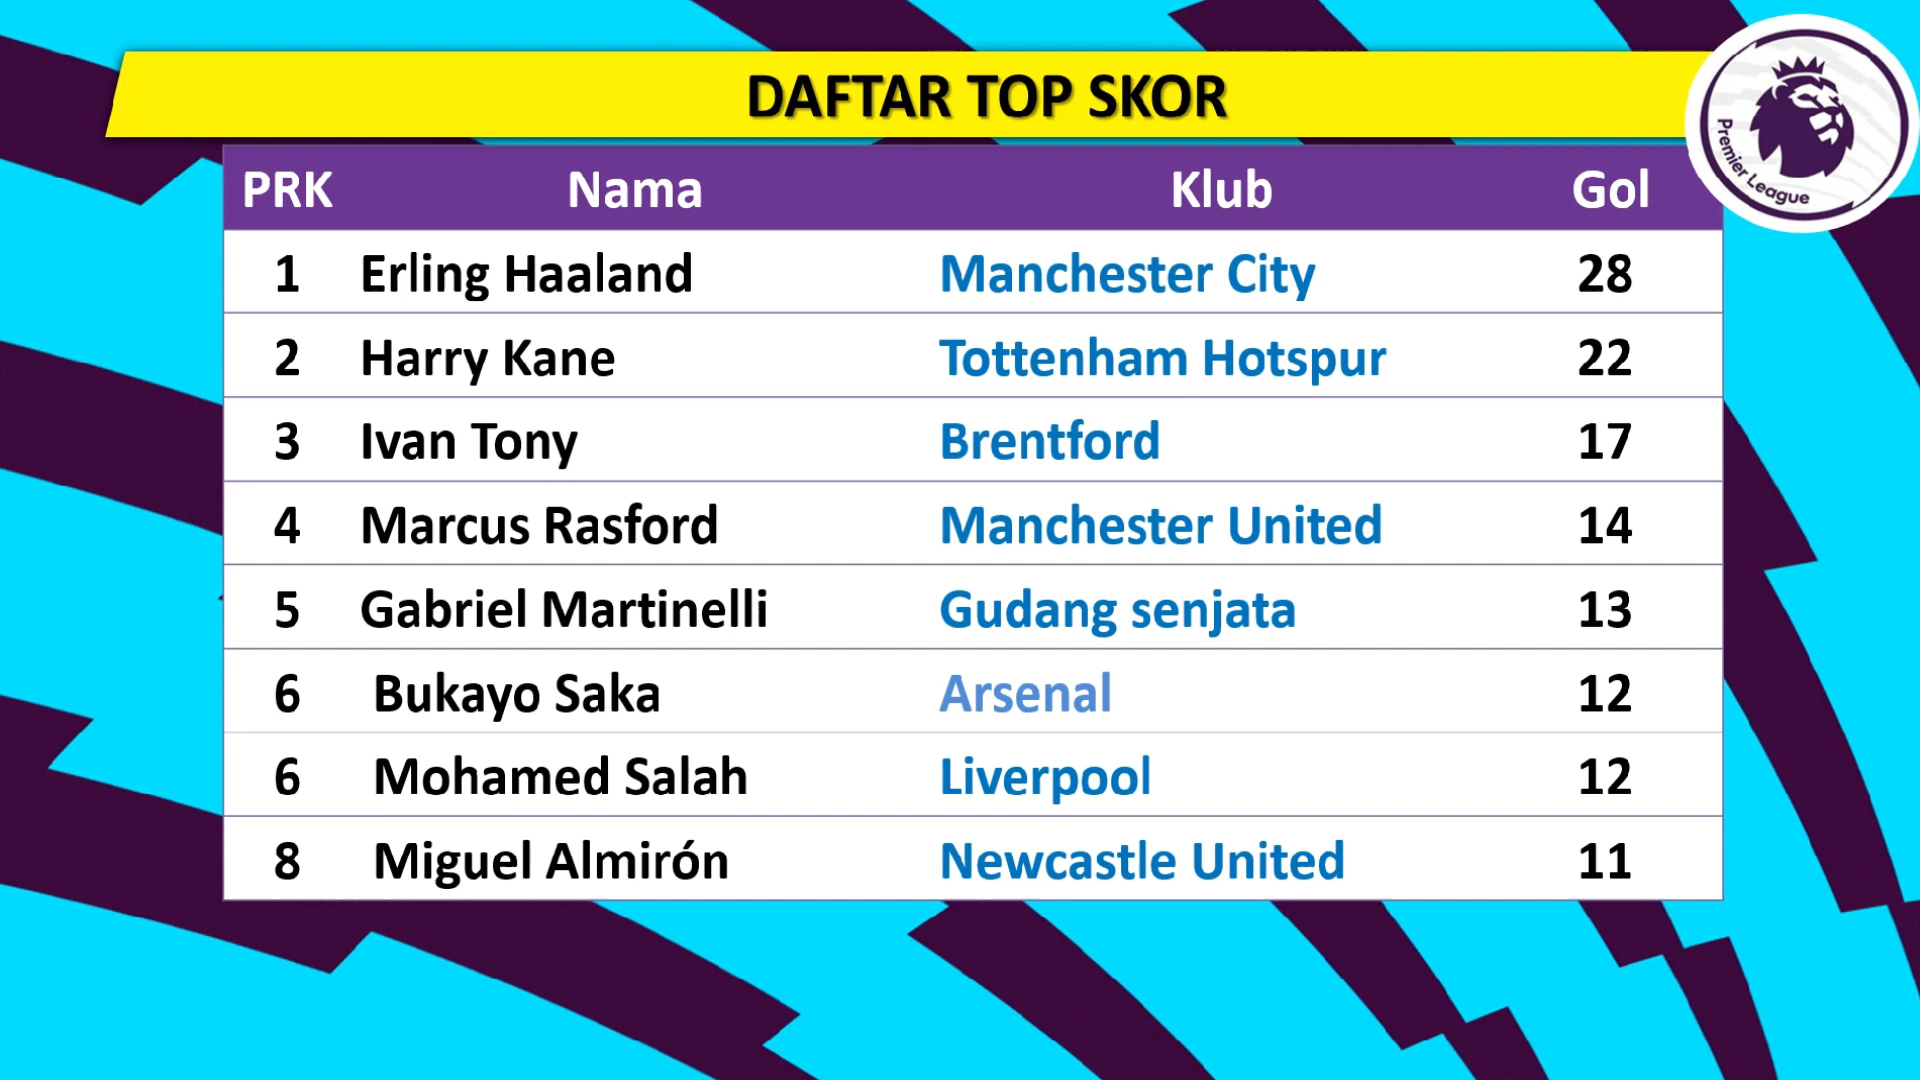 DAFTAR TOP SKOR
Premier League
PRK Nama Klub Gol
1 Erling Haaland Manchester City 28
2 Harry Kane Tottenham Hotspur 22
3 Ivan Tony Brentford 17
4 Marcus Rasford Manchester United 14
5 Gabriel Martinelli Gudang senjata 13
6 Bukayo Saka Arsenal 12
6 Mohamed Salah Liverpool 12
8 Miguel Almirón Newcastle United 11